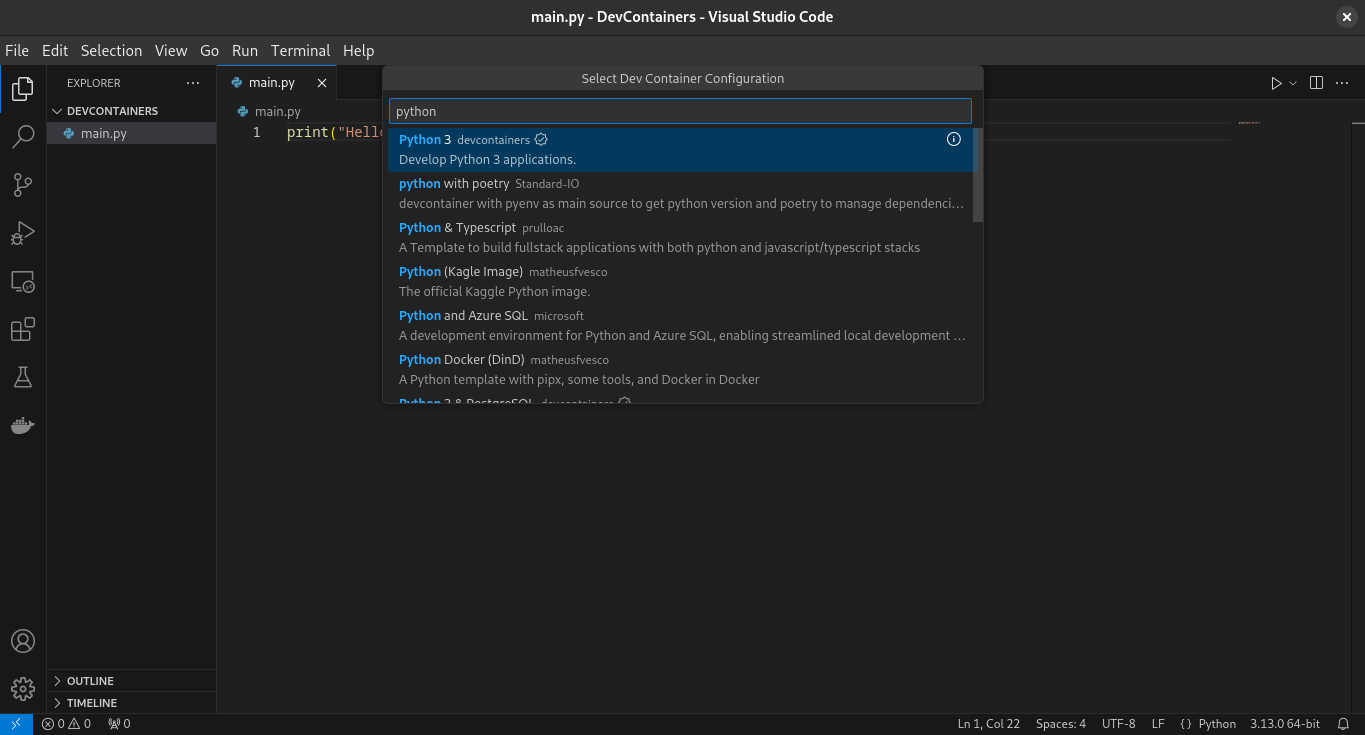 main.py - DevContainers - Visual Studio Code
File Edit Selection View Go Run Terminal Help
EXPLORER
DEVCONTAINERS
main.py
main.py
main.py
1 print("Hello
Select Dev Container Configuration
python
Python 3 devcontainers
Develop Python 3 applications.
python with poetry Standard-IO
devcontainer with pyenv as main source to get python version and poetry to manage dependenci…
Python & Typescript prulloac
A Template to build fullstack applications with both python and javascript/typescript stacks
Python (Kagle Image) matheusfvesco
The official Kaggle Python image.
Python and Azure SQL microsoft
A development environment for Python and Azure SQL, enabling streamlined local development …
Python Docker (DinD) matheusfvesco
A Python template with pipx, some tools, and Docker in Docker
Python 3 & PostgreSQL devcontainers
OUTLINE
TIMELINE
0 0 0 Ln 1, Col 22 Spaces: 4 UTF-8 LF {} Python 3.13.0 64-bit